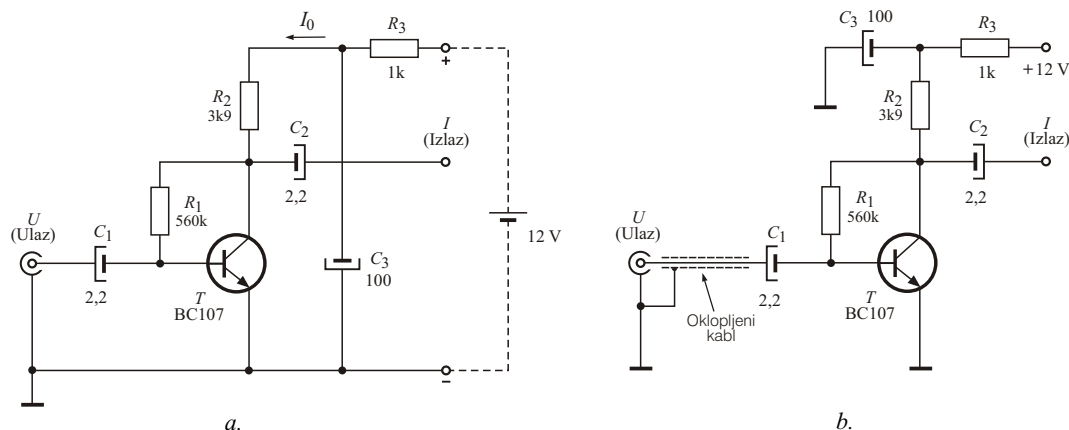 I0
R3
+
1k
R2
3k9
C2
I
(Izlaz)
2,2
R1
560k
U
(Ulaz)
C1
12 V
C3
100
2,2
T
BC107
–
a.
C3 100
R3
1k
+12 V
R2
3k9
C2
I
(Izlaz)
2,2
R1
560k
U
(Ulaz)
C1
2,2
T
BC107
Oklopljeni
kabl
b.